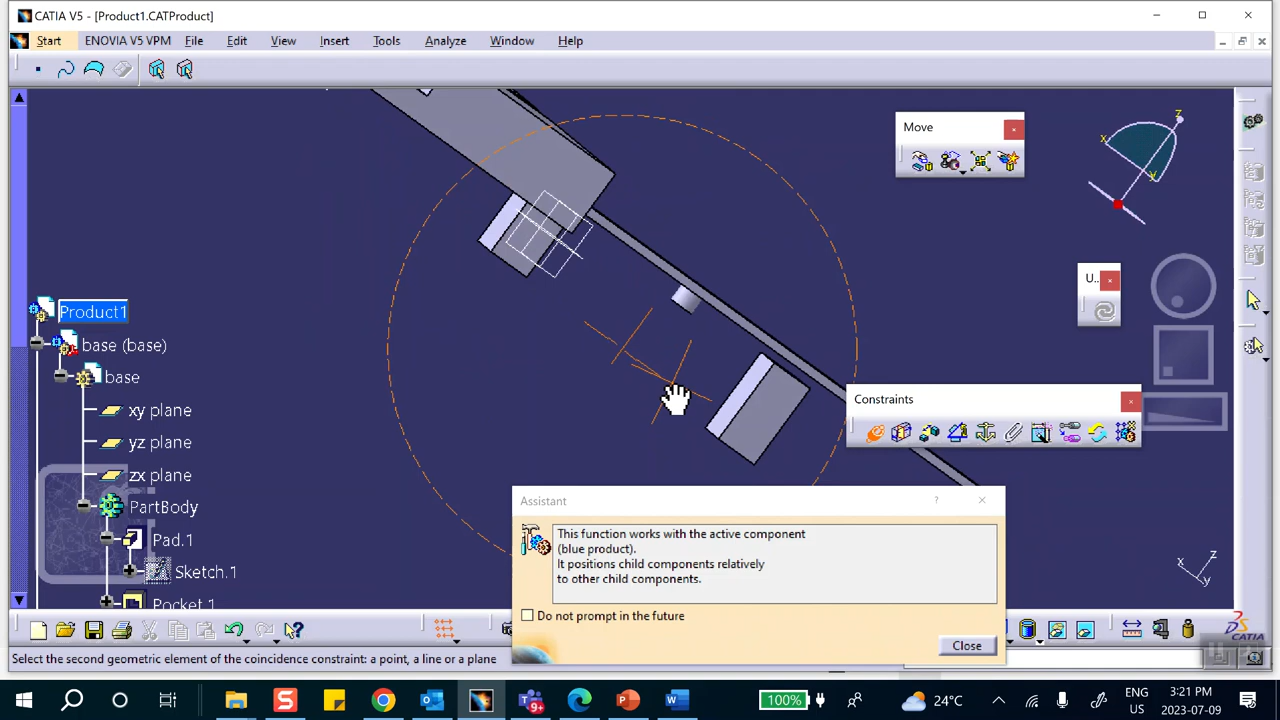 CATIA V5 - [Product1.CATProduct]
Start ENOVIA V5 VPM File Edit View Insert Tools Analyze Window Help
Move
z
x
y
U..
Product1
base (base)
base
xy plane
yz plane
zx plane
PartBody
Pad.1
Sketch.1
Pocket.1
Constraints
Assistant
?
This function works with the active component
(blue product).
It positions child components relatively
to other child components.
Do not prompt in the future
Close
x z
y
CATIA
Select the second geometric element of the coincidence constraint: a point, a line or a plane
100%
24°C
ENG
US
3:21 PM
2023-07-09